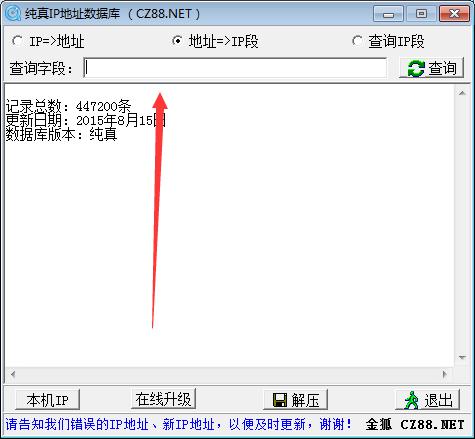 纯真IP地址数据库 （CZ88.NET）
IP=>地址 地址=>IP段 查询IP段
查询字段： 查询
记录总数：447200条
更新日期：2015年8月15日
数据库版本：纯真
本机IP 在线升级 解压 退出
请告知我们错误的IP地址、新IP地址，以便及时更新，谢谢！ 金狐 CZ88.NET